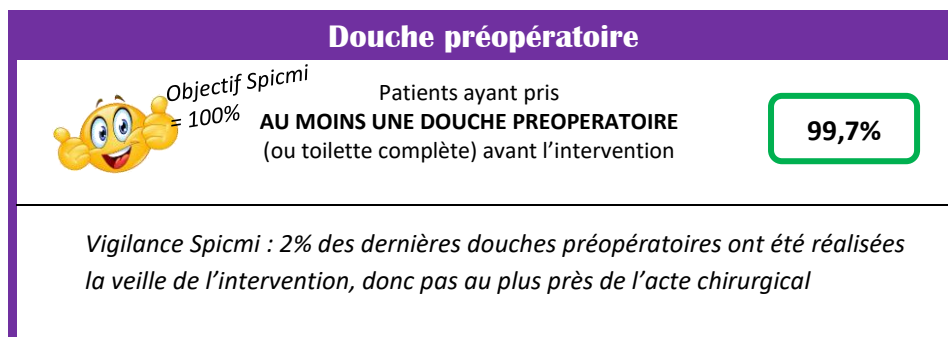 Douche préopératoire
Objectif Spicmi
= 100%
Patients ayant pris
AU MOINS UNE DOUCHE PREOPERATOIRE
(ou toilette complète) avant l’intervention
99,7%
Vigilance Spicmi : 2% des dernières douches préopératoires ont été réalisées
la veille de l’intervention, donc pas au plus près de l’acte chirurgical